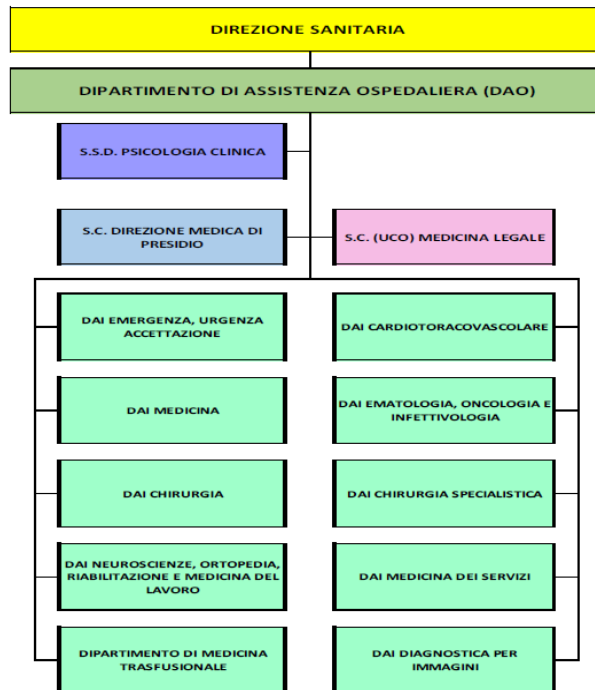 DIREZIONE SANITARIA
DIPARTIMENTO DI ASSISTENZA OSPEDALIERA (DAO)
S.S.D. PSICOLOGIA CLINICA
S.C. DIREZIONE MEDICA DI
PRESIDIO
S.C. (UCO) MEDICINA LEGALE
DAI EMERGENZA, URGENZA
ACCETTAZIONE
DAI CARDIOTORACOVASCOLARE
DAI MEDICINA
DAI EMATOLOGIA, ONCOLOGIA E
INFETTIVOLOGIA
DAI CHIRURGIA
DAI CHIRURGIA SPECIALISTICA
DAI NEUROSCIENZE, ORTOPEDIA,
RIABILITAZIONE E MEDICINA DEL
LAVORO
DAI MEDICINA DEI SERVIZI
DIPARTIMENTO DI MEDICINA
TRASFUSIONALE
DAI DIAGNOSTICA PER
IMMAGINI